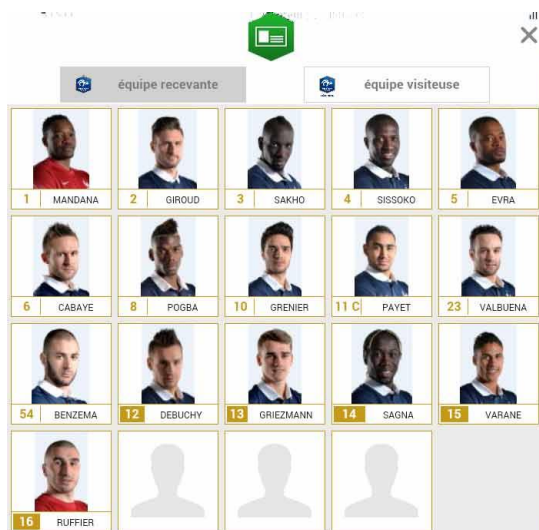 équipe recevante équipe visiteuse
1 MANDANA 2 GIROUD 3 SAKHO 4 SISSOKO 5 EVRA
6 CABAYE 8 POGBA 10 GRENIER 11 C PAYET 23 VALBUENA
54 BENZEMA 12 DEBUCHY 13 GRIEZMANN 14 SAGNA 15 VARANE
16 RUFFIER